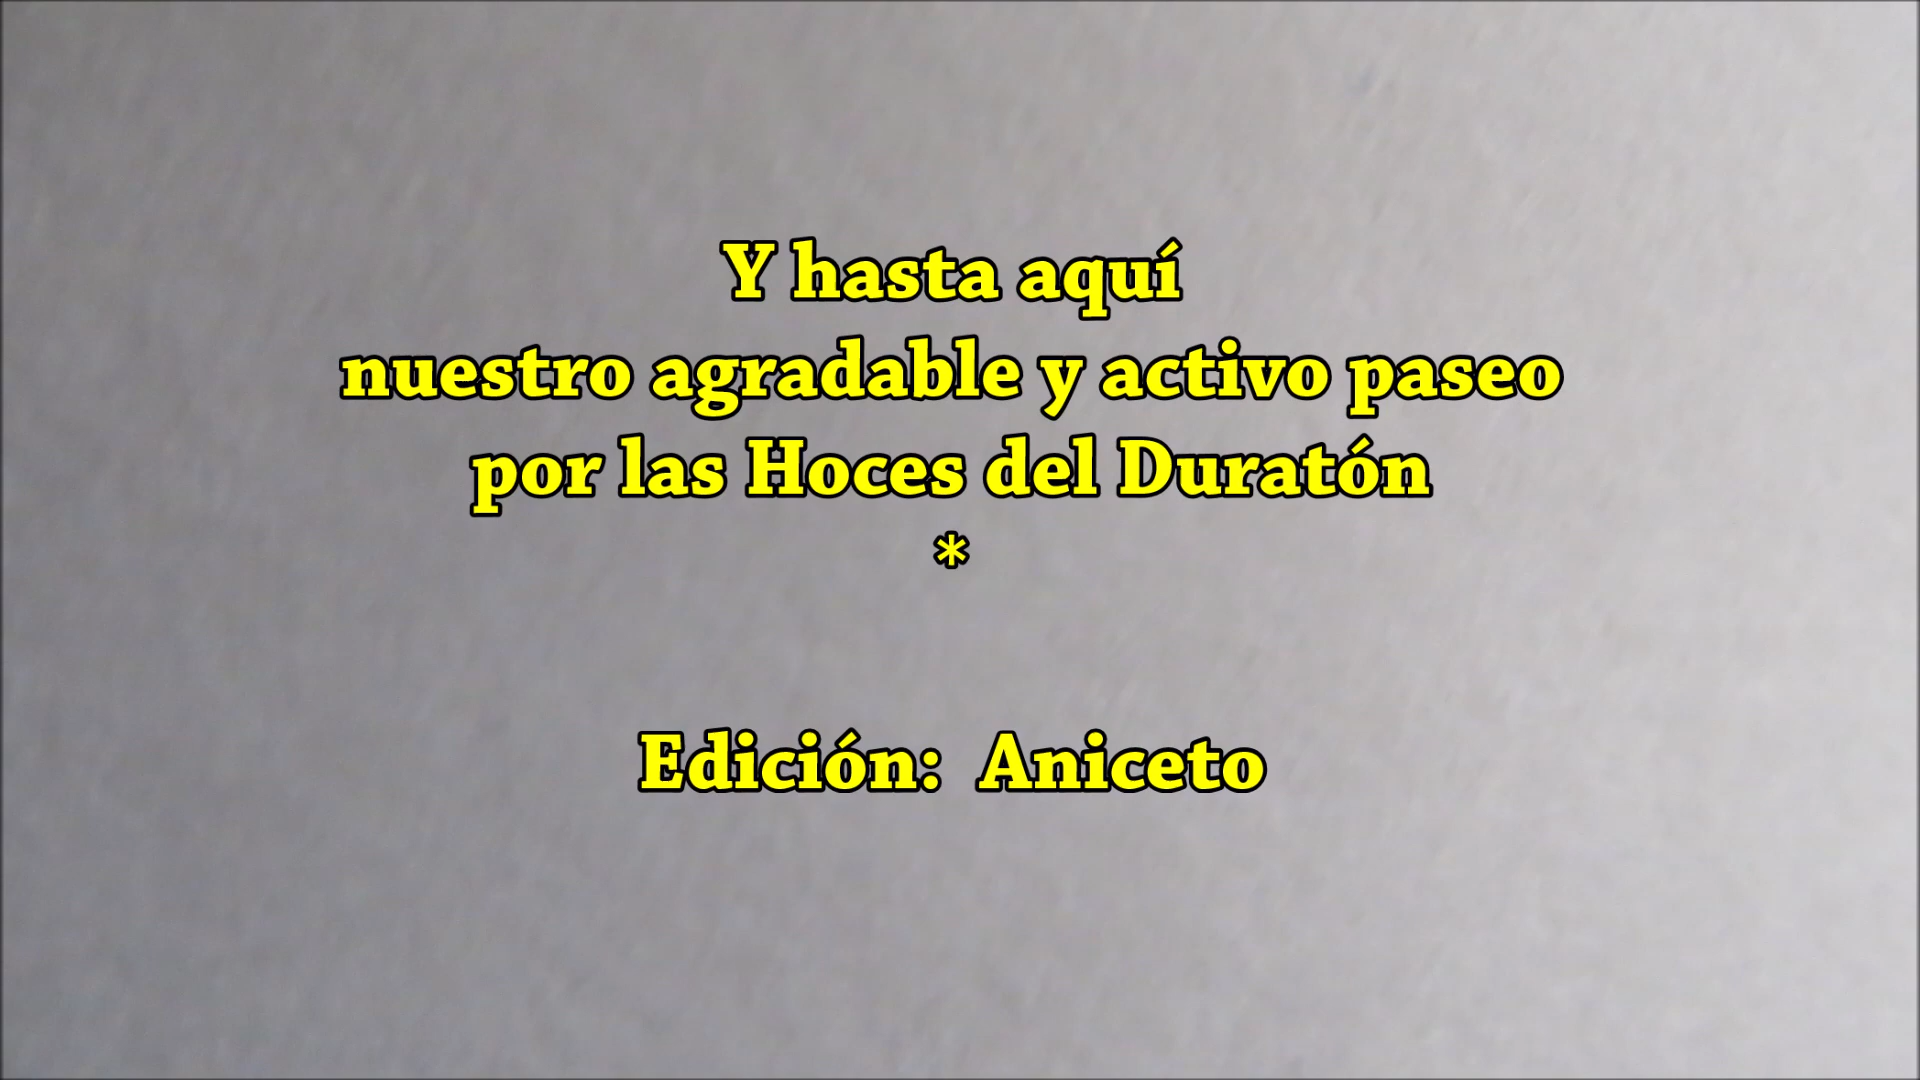 Y hasta aquí
nuestro agradable y activo paseo
por las Hoces del Duratón
*
Edición: Aniceto